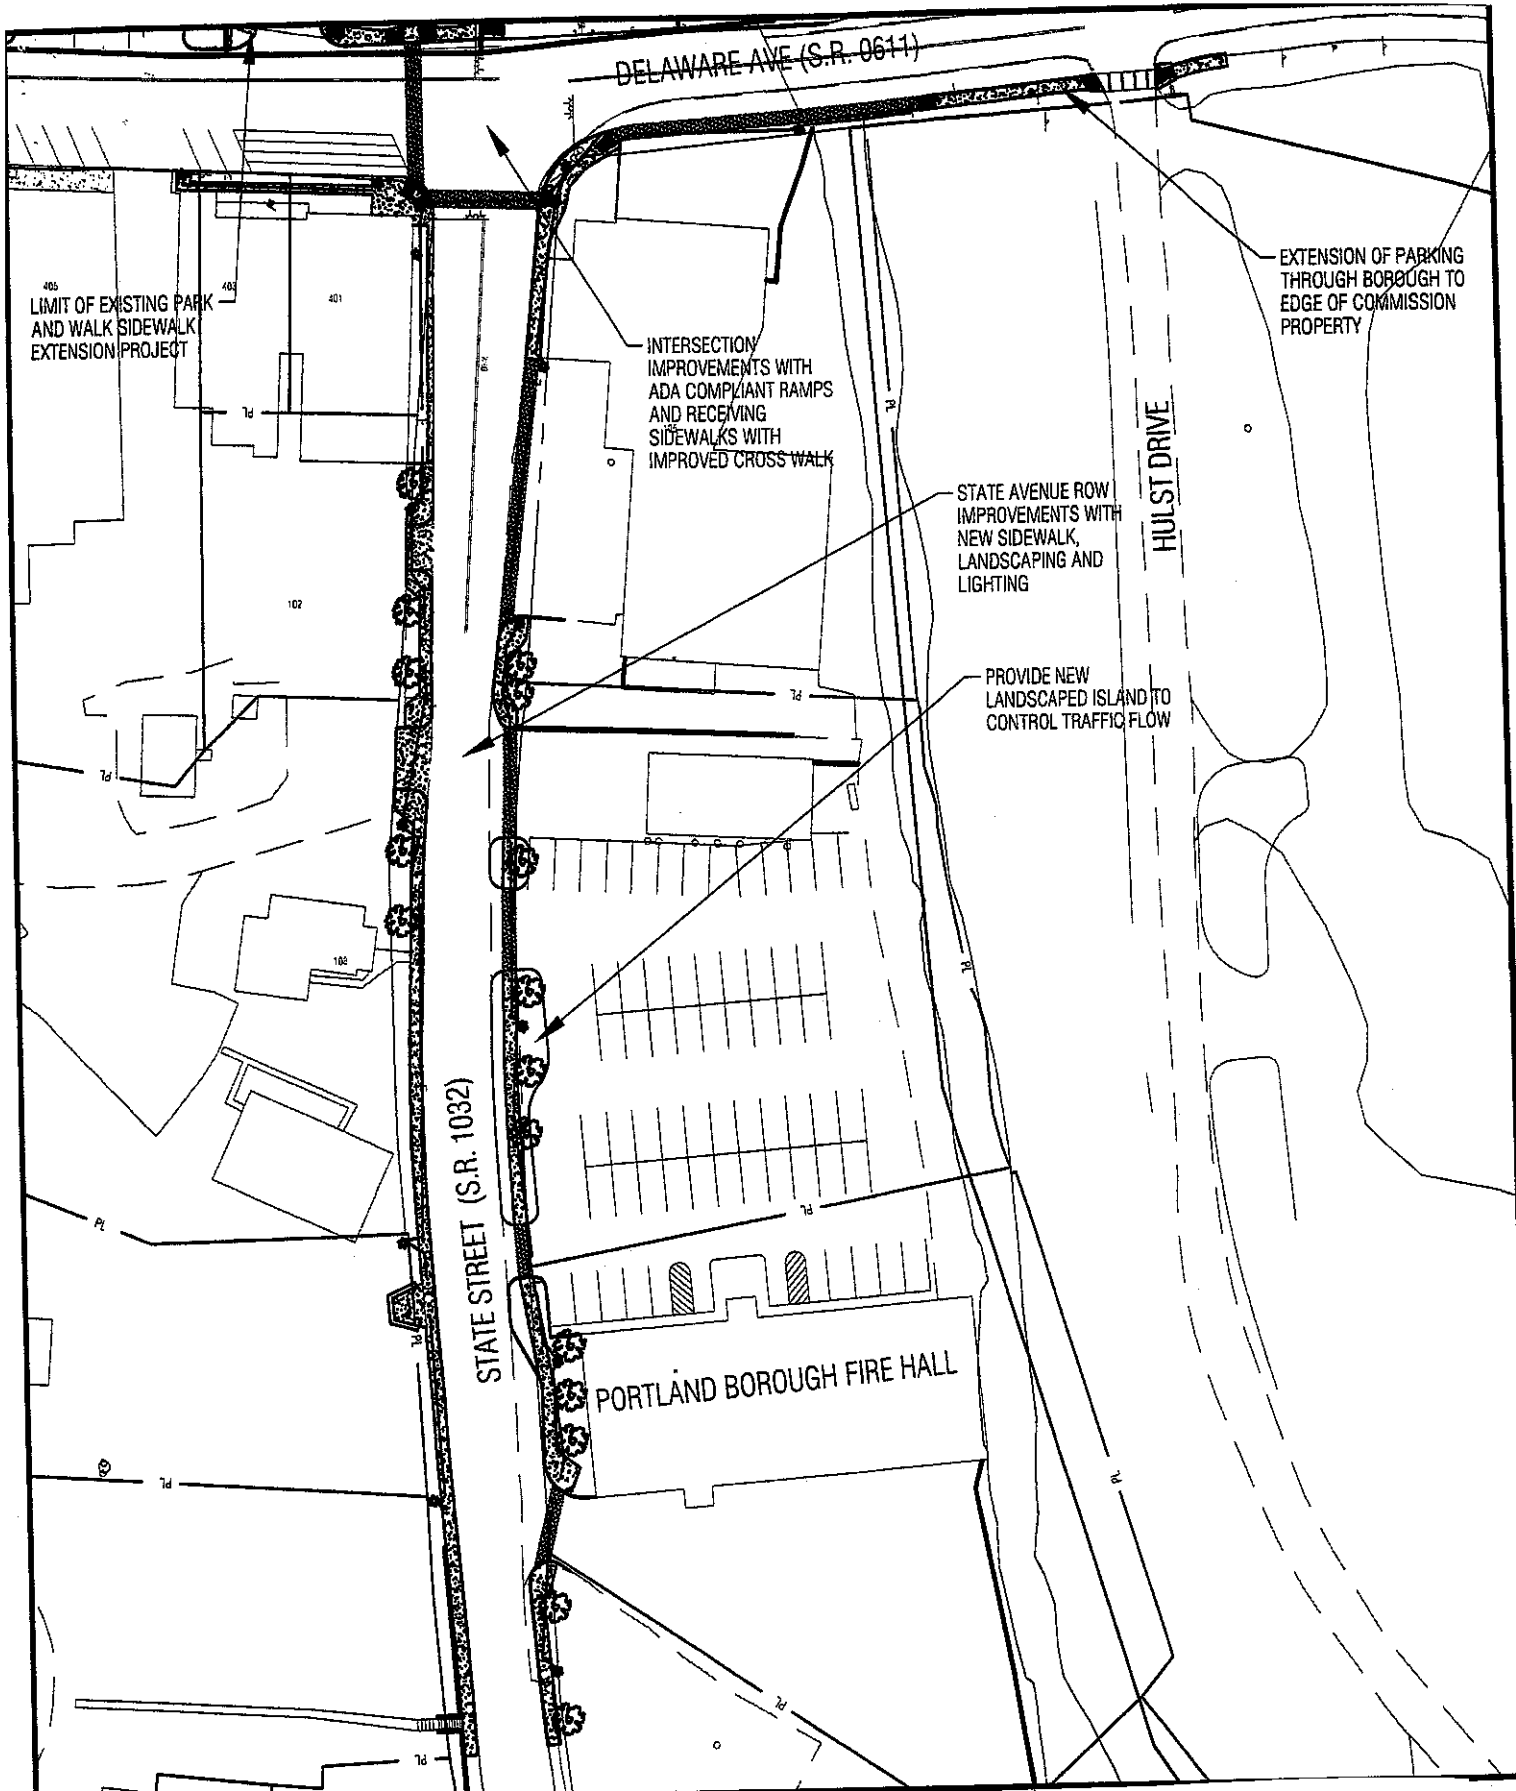 DELAWARE AVE (S.R. 0611)
405
403
401
LIMIT OF EXISTING PARK
AND WALK SIDEWALK
EXTENSION PROJECT
EXTENSION OF PARKING
THROUGH BOROUGH TO
EDGE OF COMMISSION
PROPERTY
INTERSECTION
IMPROVEMENTS WITH
ADA COMPLIANT RAMPS
AND RECEIVING
SIDEWALKS WITH
IMPROVED CROSS WALK
PL
PL
HULST DRIVE
STATE AVENUE ROW
IMPROVEMENTS WITH
NEW SIDEWALK,
LANDSCAPING AND
LIGHTING
102
PROVIDE NEW
LANDSCAPED ISLAND TO
CONTROL TRAFFIC FLOW
PL
PL
PL
STATE STREET (S.R. 1032)
PL
PL
PL
PORTLAND BOROUGH FIRE HALL
PL
PL
PL
PL